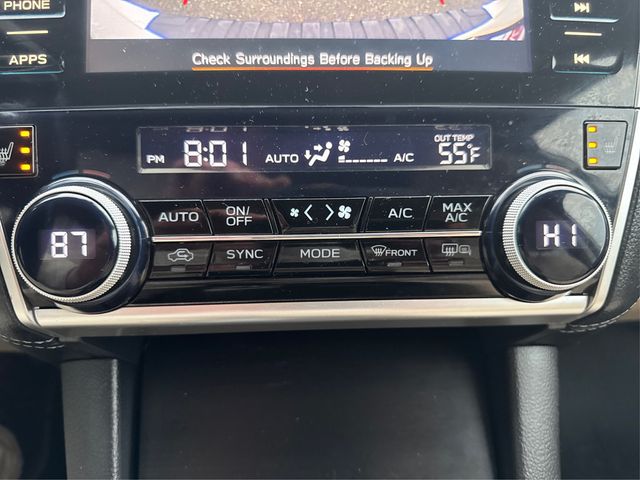 PHONE
APPS
Check Surroundings Before Backing Up
PM 8:01 AUTO A/C OUT TEMP 55°F
87
AUTO ON/OFF A/C MAX A/C
HI
SYNC MODE FRONT